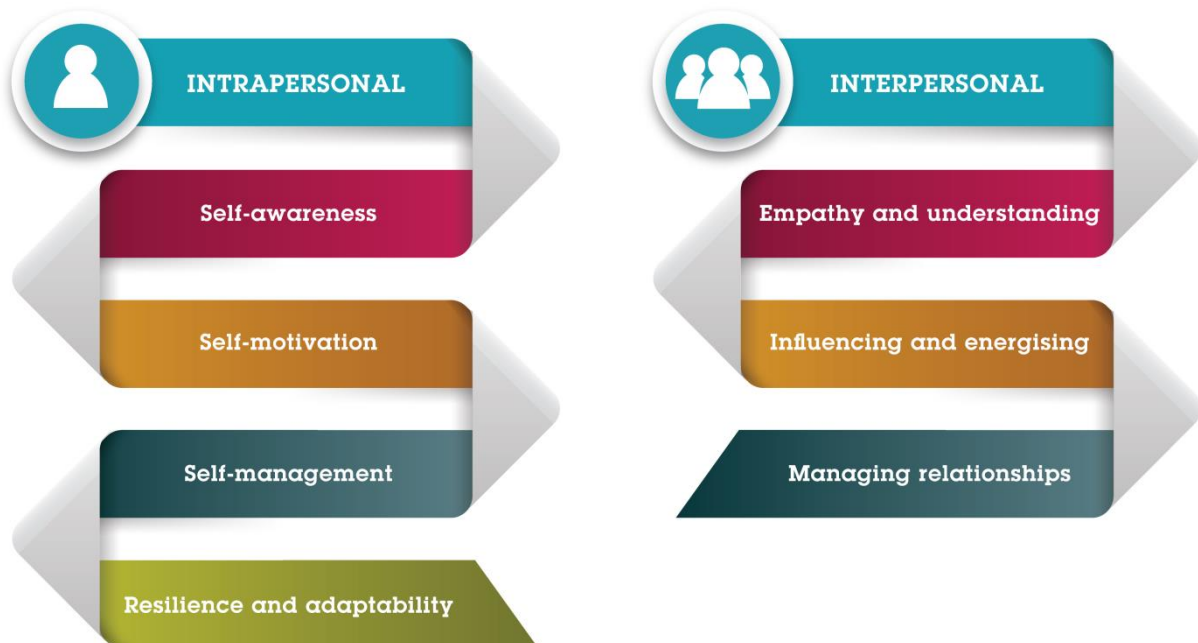 INTRAPERSONAL
Self-awareness
Self-motivation
Self-management
Resilience and adaptability
INTERPERSONAL
Empathy and understanding
Influencing and energising
Managing relationships